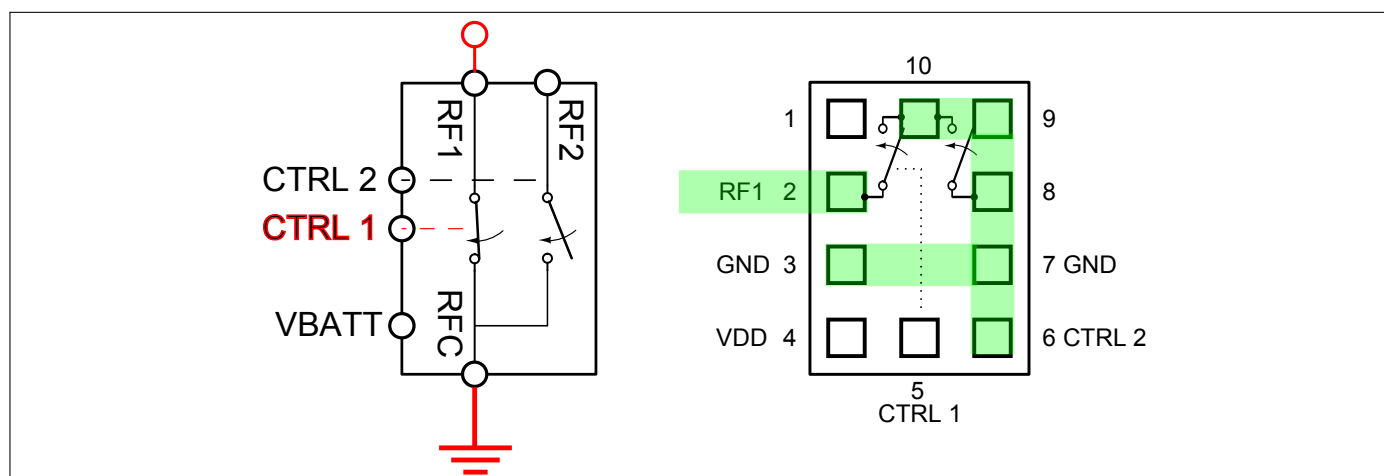 RF1
RF2
CTRL 2
CTRL 1
VBATT
RFC
10
1
9
RF1 2
8
GND 3
7 GND
VDD 4
6 CTRL 2
5
CTRL 1